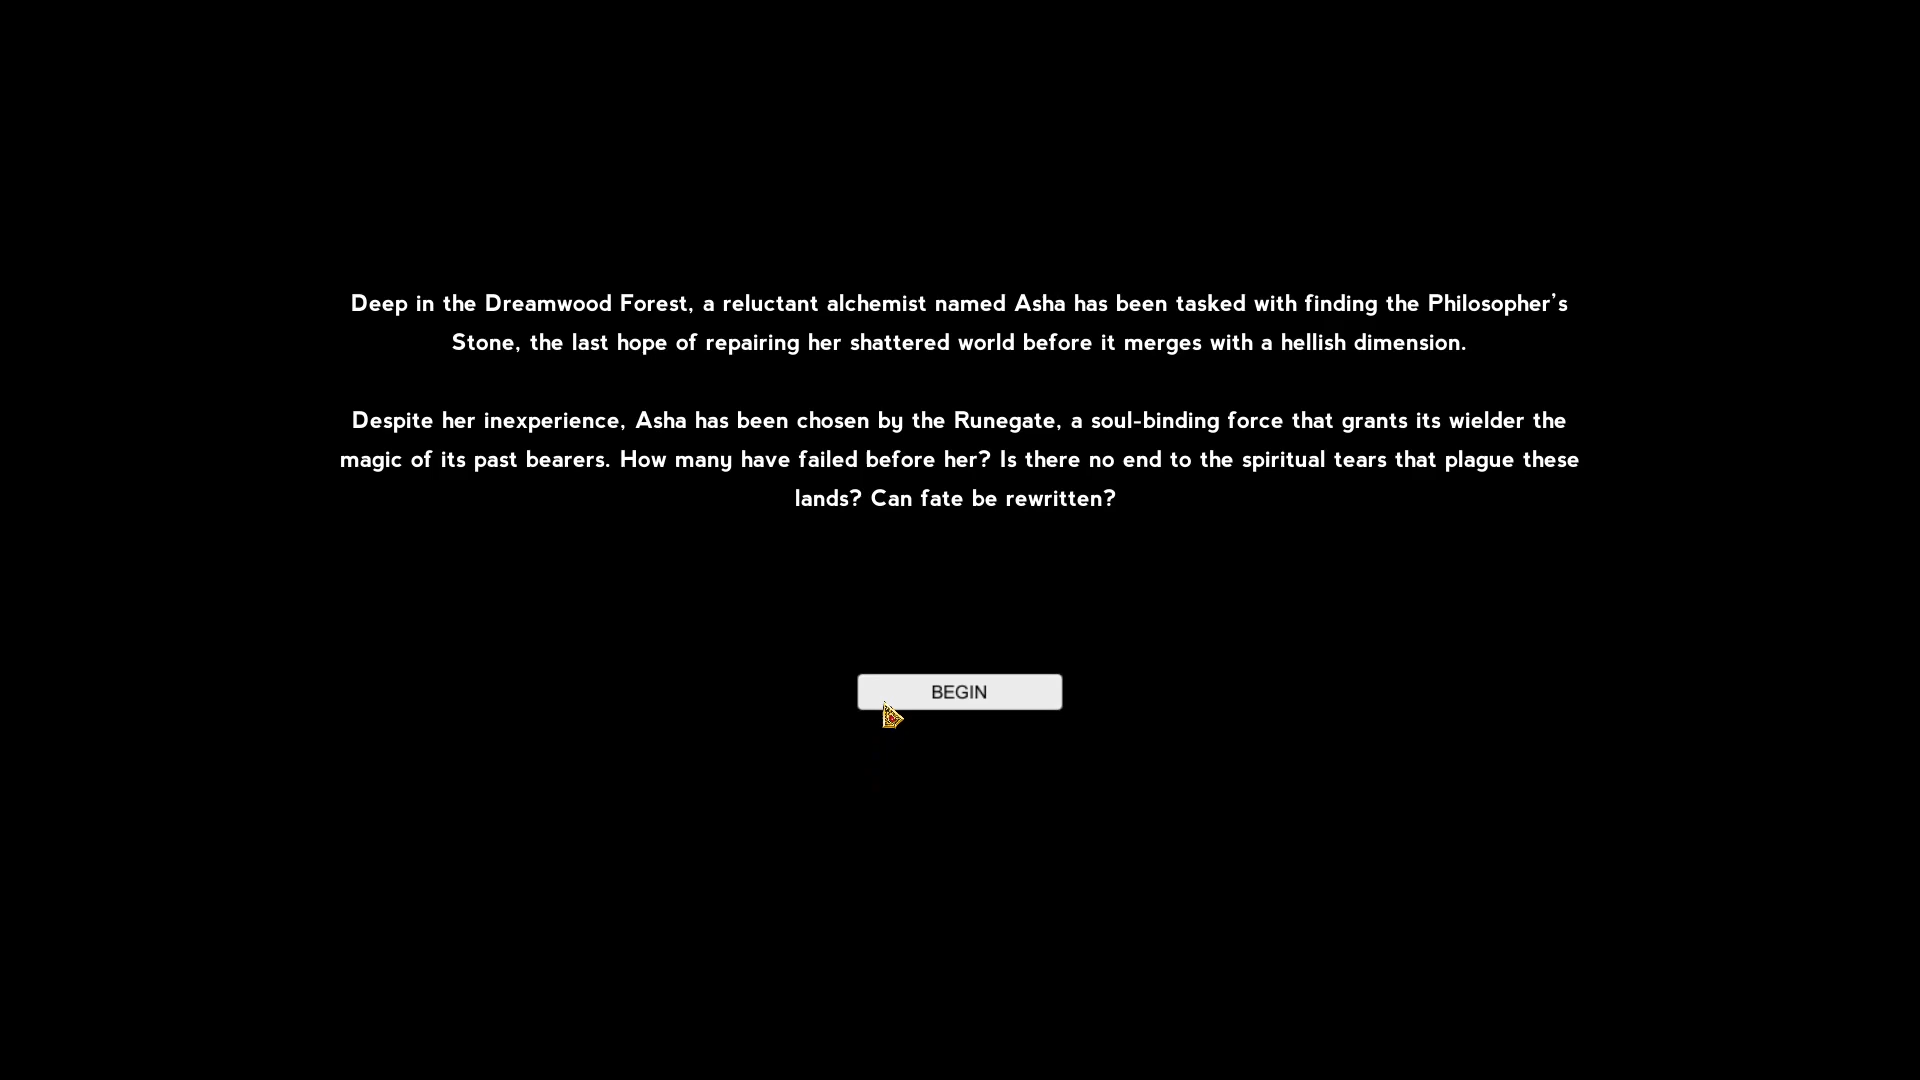 Deep in the Dreamwood Forest, a reluctant alchemist named Asha has been tasked with finding the Philosopher's
Stone, the last hope of repairing her shattered world before it merges with a hellish dimension.
Despite her inexperience, Asha has been chosen by the Runegate, a soul-binding force that grants its wielder the
magic of its past bearers. How many have failed before her? Is there no end to the spiritual tears that plague these
lands? Can fate be rewritten?
BEGIN